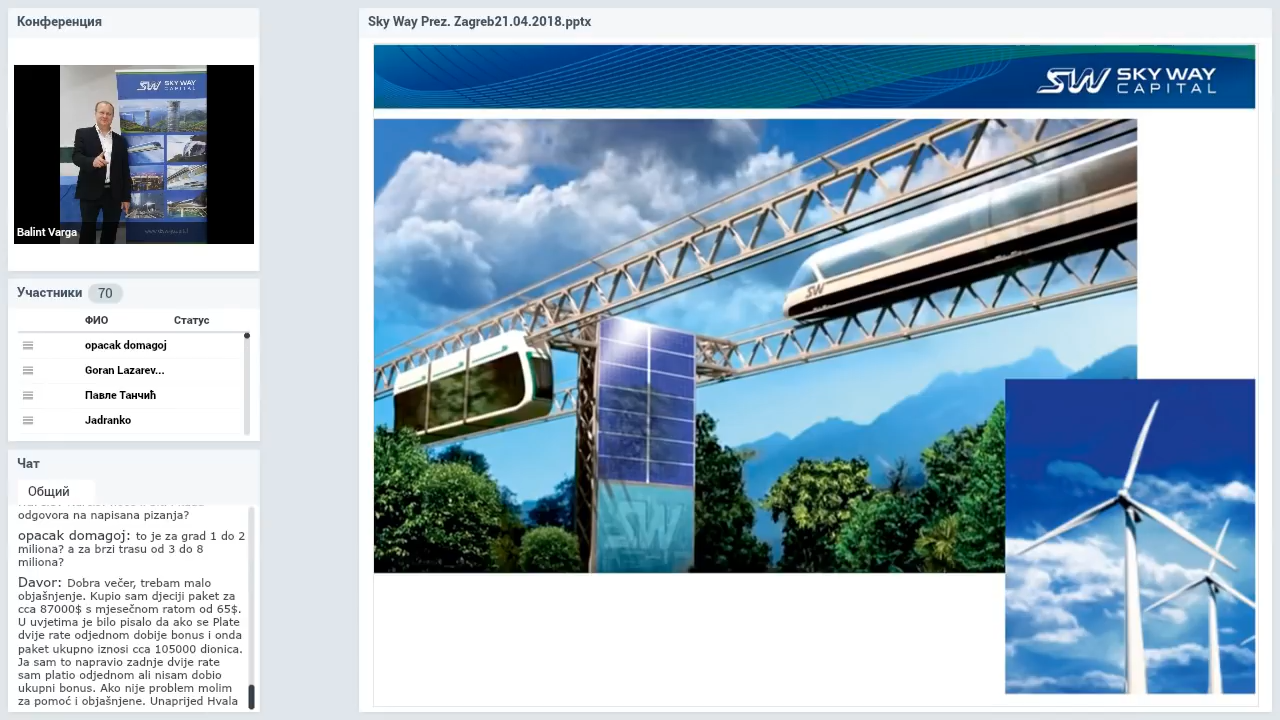 Конференция
SW SKY WAY
CAPITAL
Balint Varga
Участники 70
ФИО Статус
opacak domagoj
Goran Lazarev...
Павле Танчић
Jadranko
Чат
Общий
odgovora na napisana pizanja?
opacak domagoj: to je za grad 1 do 2
miliona? a za brzi trasu od 3 do 8
miliona?
Davor: Dobra večer, trebam malo
objašnjenje. Kupio sam djeciji paket za
cca 87000$ s mjesečnom ratom od 65$.
U uvjetima je bilo pisalo da ako se Plate
dvije rate odjednom dobije bonus i onda
paket ukupno iznosi cca 105000 dionica.
Ja sam to napravio zadnje dvije rate
sam platio odjednom ali nisam dobio
ukupni bonus. Ako nije problem molim
za pomoć i objašnjene. Unaprijed Hvala
Sky Way Prez. Zagreb21.04.2018.pptx
SW SKY WAY
CAPITAL
SW
SW